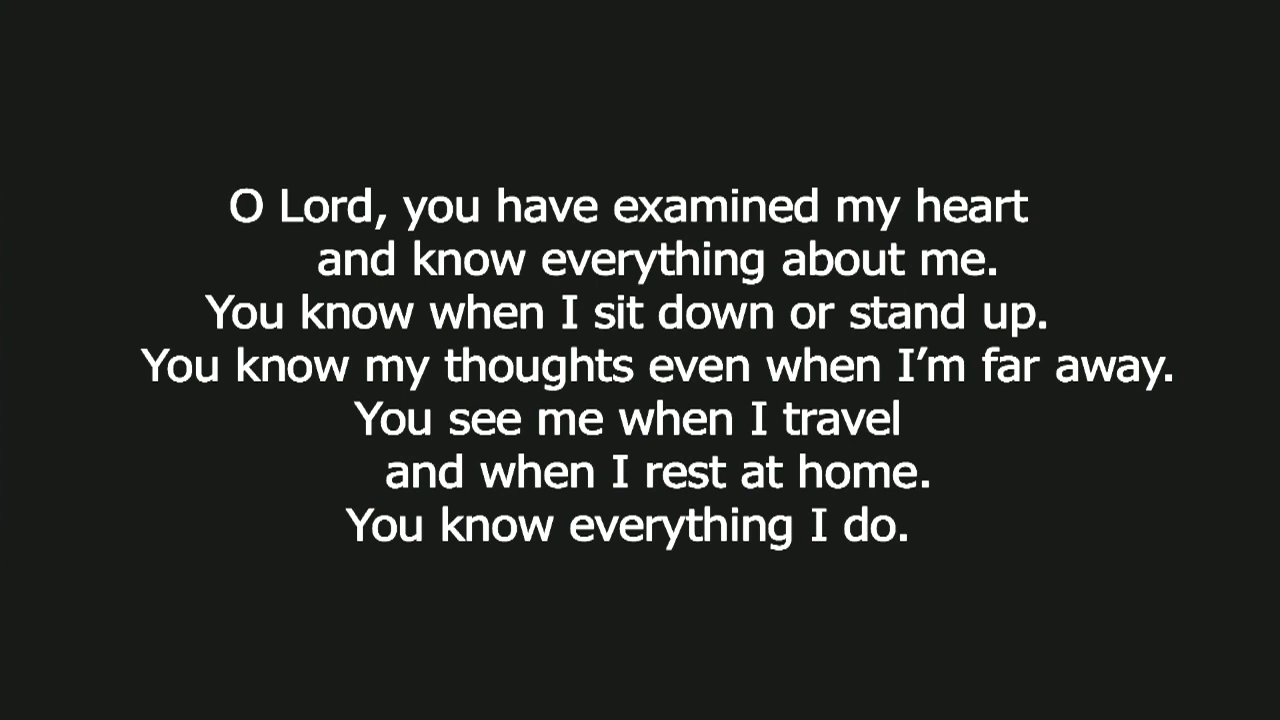 O Lord, you have examined my heart
and know everything about me.
You know when I sit down or stand up.
You know my thoughts even when I’m far away.
You see me when I travel
and when I rest at home.
You know everything I do.